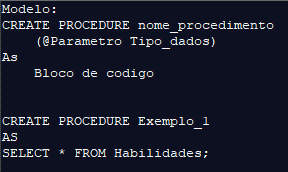 Modelo:
CREATE PROCEDURE nome_procedimento
(@Parametro Tipo_dados)
As
Bloco de codigo
CREATE PROCEDURE Exemplo_1
AS
SELECT * FROM Habilidades;